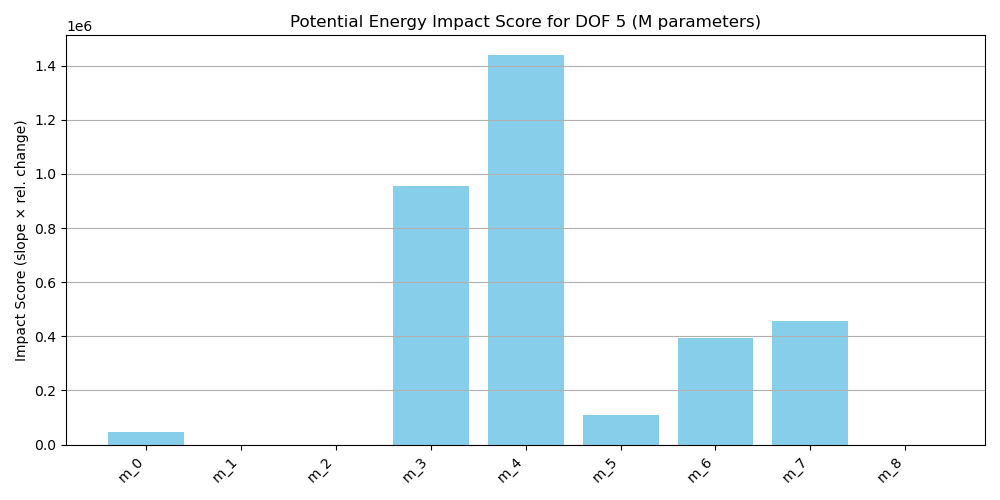 Potential Energy Impact Score for DOF 5 (M parameters)
1e6
Impact Score (slope × rel. change)
1.4
1.2
1.0
0.8
0.6
0.4
0.2
0.0
m_0
m_1
m_2
m_3
m_4
m_5
m_6
m_7
m_8